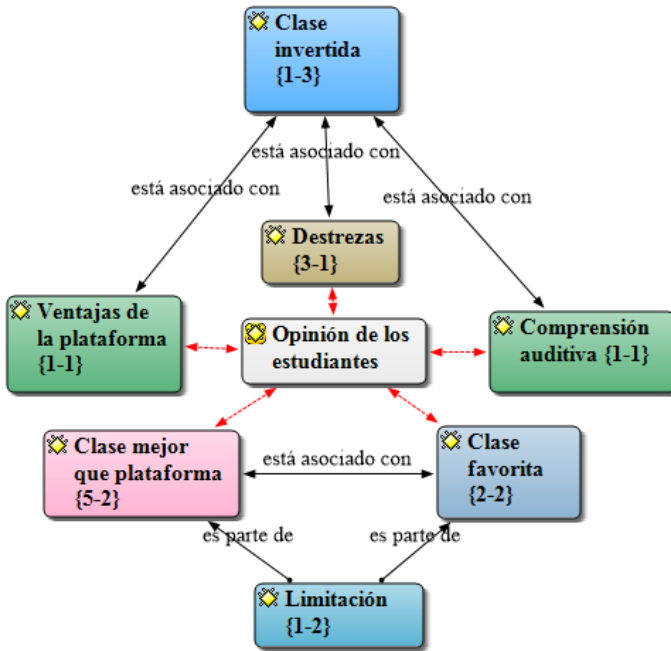 Clase
invertida
{1-3}
está asociado con
está asociado con
está asociado con
Destrezas
{3-1}
Ventajas de
la plataforma
{1-1}
Opinión de los
estudiantes
Comprensión
auditiva {1-1}
Clase mejor
que plataforma
{5-2}
está asociado con
Clase
favorita
{2-2}
es parte de
es parte de
Limitación
{1-2}